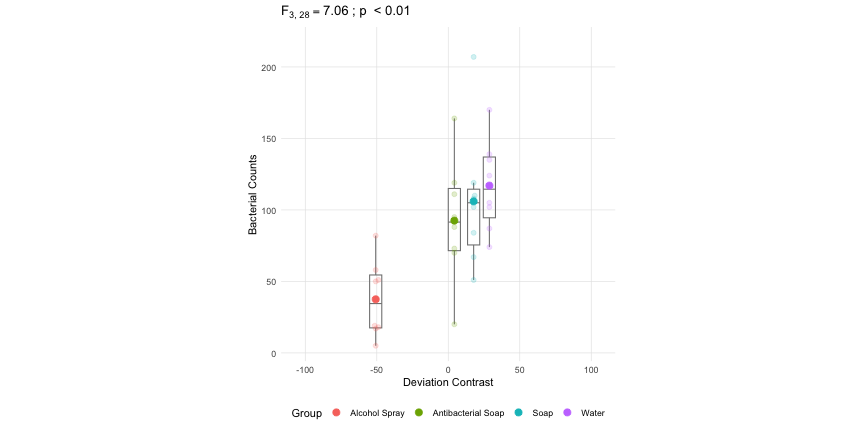 F3, 28 = 7.06 ; p < 0.01
200
150
100
50
0
Bacterial Counts
-100 -50 0 50 100
Deviation Contrast
Group Alcohol Spray Antibacterial Soap Soap Water